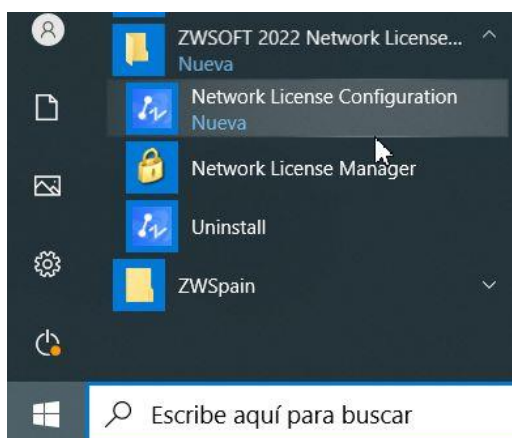 ZWSOFT 2022 Network License...
Nueva
Network License Configuration
Nueva
Network License Manager
Uninstall
ZWSpain
Escribe aquí para buscar